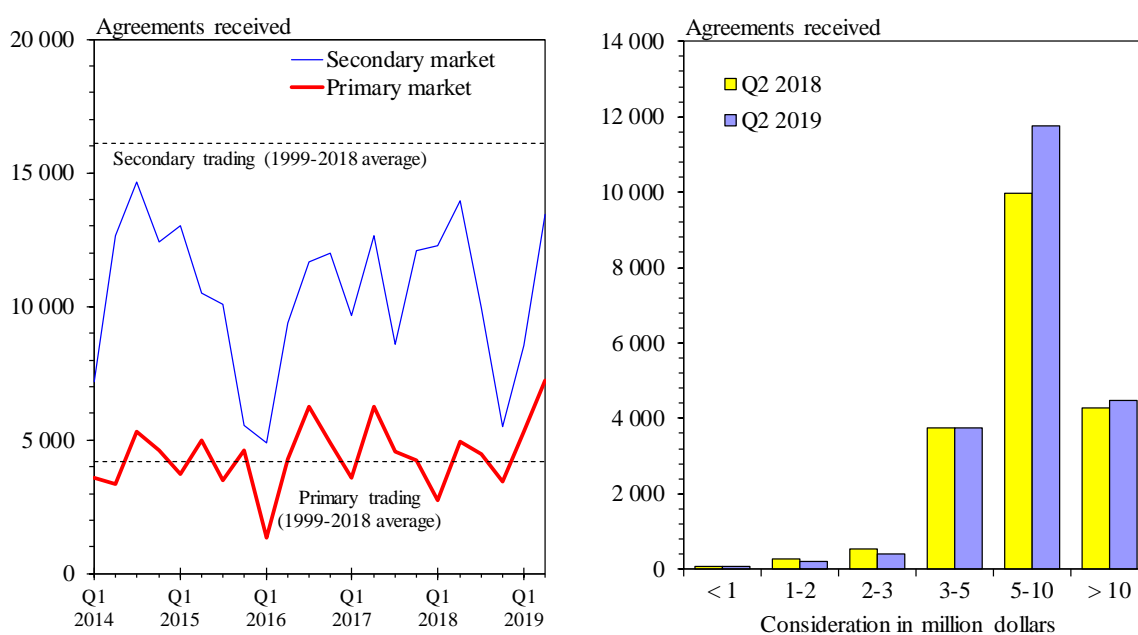 Agreements received
20 000
15 000
10 000
5 000
0
Secondary market
Primary market
Secondary trading (1999-2018 average)
Primary trading
(1999-2018 average)
Q1 Q1 Q1 Q1 Q1 Q1
2014 2015 2016 2017 2018 2019
Agreements received
14 000
12 000
10 000
8 000
6 000
4 000
2 000
0
Q2 2018
Q2 2019
< 1 1-2 2-3 3-5 5-10 > 10
Consideration in million dollars